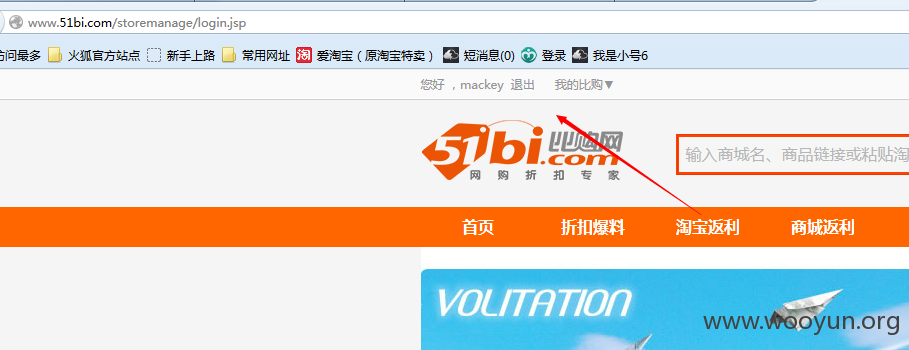 www.51bi.com/storemanage/login.jsp
访问最多 火狐官方站点 新手上路 常用网址 淘 爱淘宝（原淘宝特卖） 短消息(0) 登录 我是小号6
您好 ，mackey 退出 我的比购▼
51bi.com 比购网
网购折扣专家
输入商城名、商品链接或粘贴淘
首页 折扣爆料 淘宝返利 商城返利
VOLITATION
www.wooyun.org